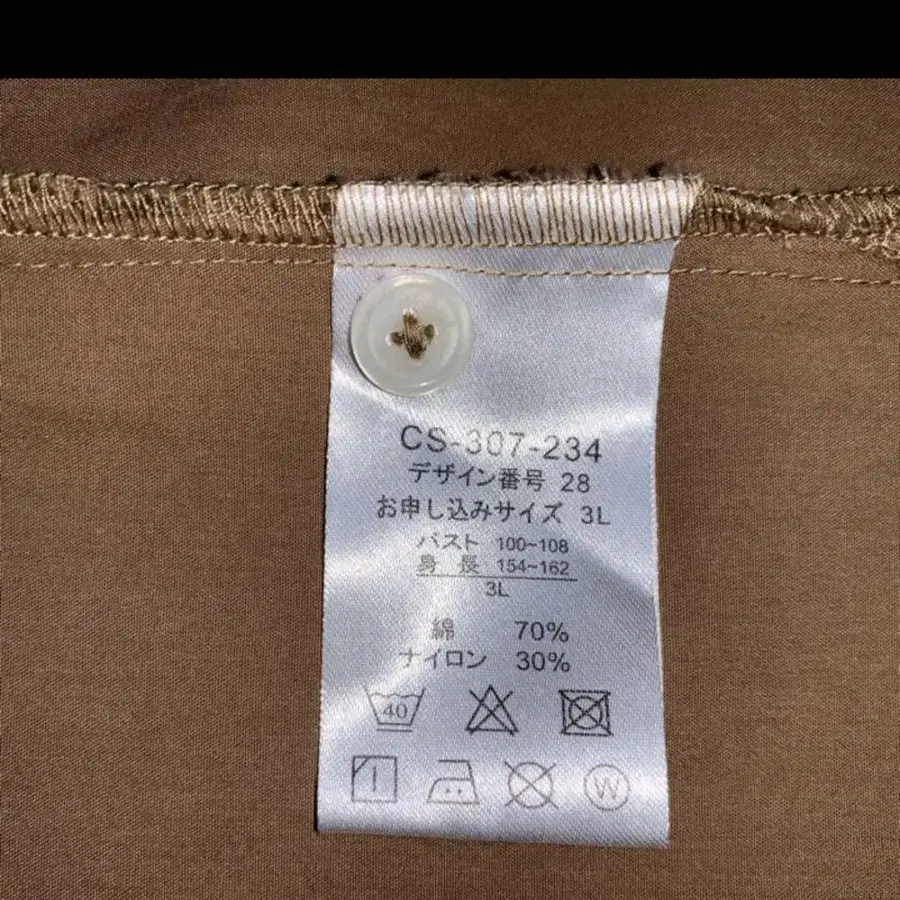 CS-307-234
デザイン番号 28
お申し込みサイズ 3L
バスト 100~108
身 長 154~162
3L
綿 70%
ナイロン 30%
40
W